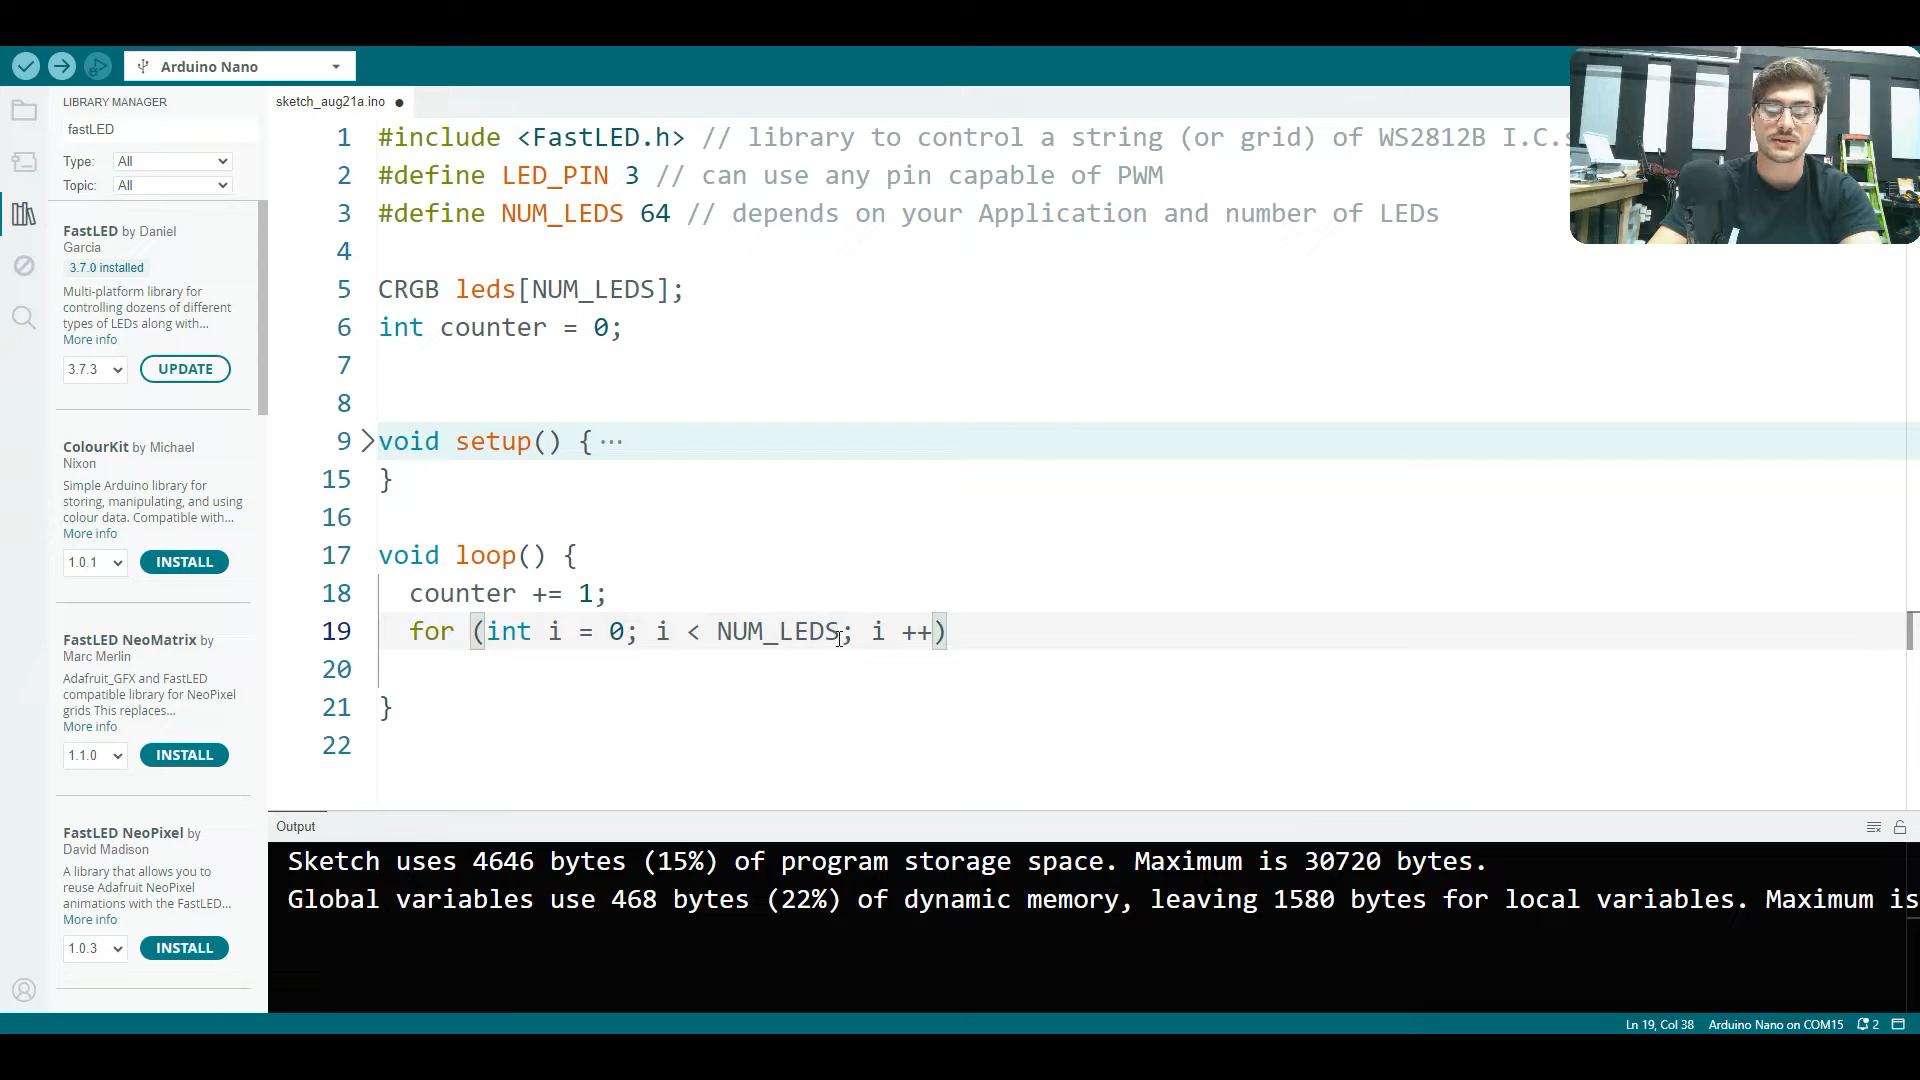 Arduino Nano
LIBRARY MANAGER
fastLED
Type: All
Topic: All
FastLED by Daniel
Garcia
3.7.0 installed
Multi-platform library for
controlling dozens of different
types of LEDs along with...
More info
3.7.3 UPDATE
ColourKit by Michael
Nixon
Simple Arduino library for
storing, manipulating, and using
colour data. Compatible with...
More info
1.0.1 INSTALL
FastLED NeoMatrix by
Marc Merlin
Adafruit_GFX and FastLED
compatible library for NeoPixel
grids This replaces...
More info
1.1.0 INSTALL
FastLED NeoPixel by
David Madison
A library that allows you to
reuse Adafruit NeoPixel
animations with the FastLED...
More info
1.0.3 INSTALL
sketch_aug21a.ino
1 #include <FastLED.h> // library to control a string (or grid) of WS2812B I.C.s
2 #define LED_PIN 3 // can use any pin capable of PWM
3 #define NUM_LEDS 64 // depends on your Application and number of LEDs
4
5 CRGB leds[NUM_LEDS];
6 int counter = 0;
7
8
9 void setup() { ...
15 }
16
17 void loop() {
18 counter += 1;
19 for (int i = 0; i < NUM_LEDS; i ++)
20
21 }
22
Output
Sketch uses 4646 bytes (15%) of program storage space. Maximum is 30720 bytes.
Global variables use 468 bytes (22%) of dynamic memory, leaving 1580 bytes for local variables. Maximum is
Ln 19, Col 38 Arduino Nano on COM15 2